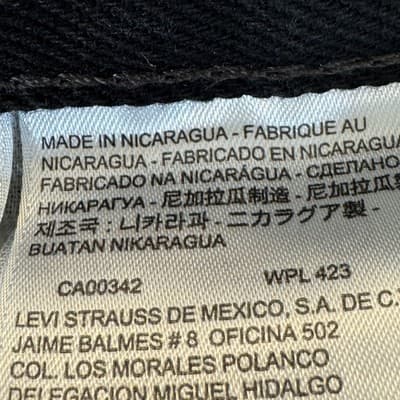 MADE IN NICARAGUA - FABRIQUE AU
NICARAGUA - FABRICADO EN NICARAGUA
FABRICADO NA NICARÁGUA - СДЕЛАНО
НИКАРАГУА - 尼加拉瓜制造 - 尼加拉瓜製
제조국 : 니카라과 - ニカラグア製 -
BUATAN NIKARAGUA
CA00342 WPL 423
LEVI STRAUSS DE MEXICO, S.A. DE C.V
JAIME BALMES # 8 OFICINA 502
COL. LOS MORALES POLANCO
DELEGACION MIGUEL HIDALGO